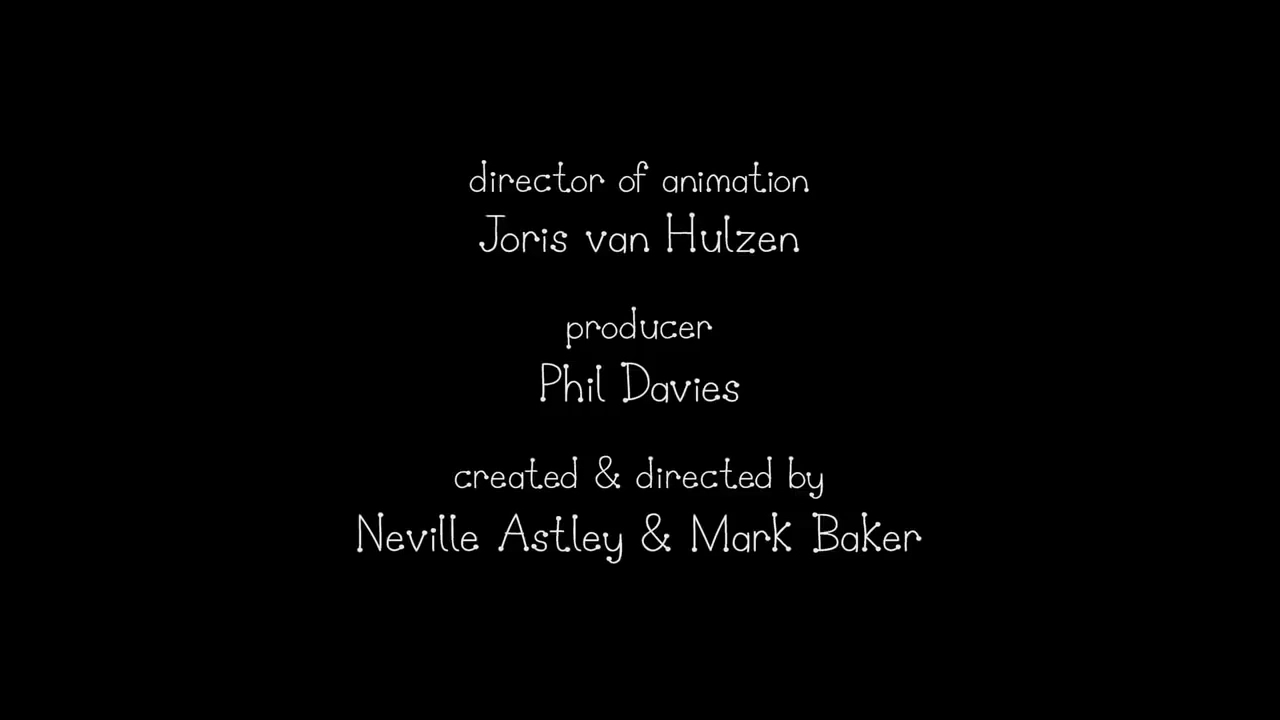 director of animation
Joris van Hulzen
producer
Phil Davies
created & directed by
Neville Astley & Mark Baker